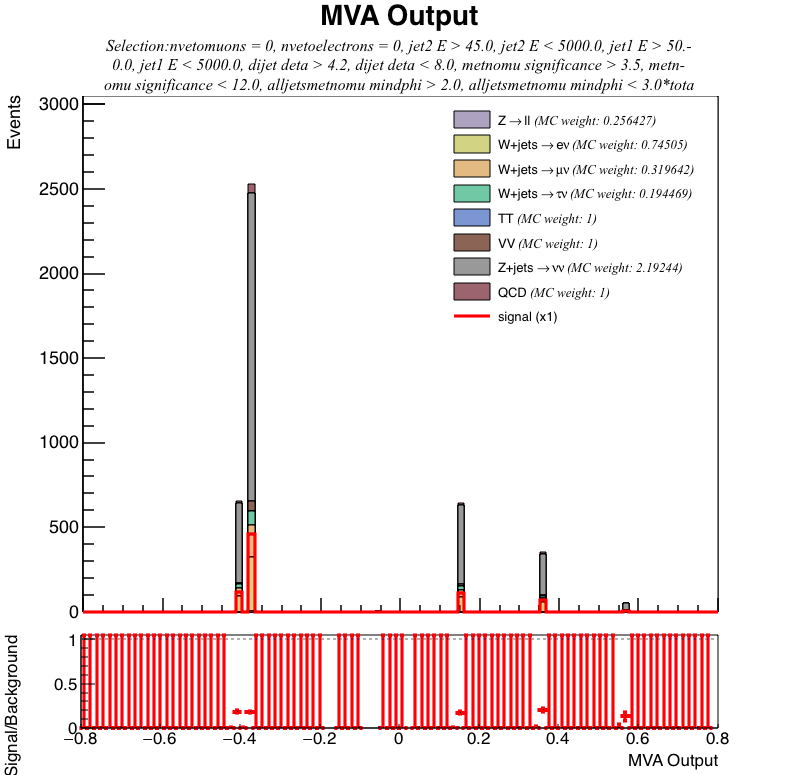 MVA Output
Selection:nvetomuons = 0, nvetoelectrons = 0, jet2 E > 45.0, jet2 E < 5000.0, jet1 E > 50.-
0.0, jet1 E < 5000.0, dijet deta > 4.2, dijet deta < 8.0, metnomu significance > 3.5, metn-
omu significance < 12.0, alljetsmetnomu mindphi > 2.0, alljetsmetnomu mindphi < 3.0*tota
Events
3000
2500
2000
1500
1000
500
0
Z→ll (MC weight: 0.256427)
W+jets→eν (MC weight: 0.74505)
W+jets→μν (MC weight: 0.319642)
W+jets→τν (MC weight: 0.194469)
TT (MC weight: 1)
VV (MC weight: 1)
Z+jets→νν (MC weight: 2.19244)
QCD (MC weight: 1)
signal (x1)
Signal/Background
1
0.5
0
−0.8 −0.6 −0.4 −0.2 0 0.2 0.4 0.6 0.8
MVA Output